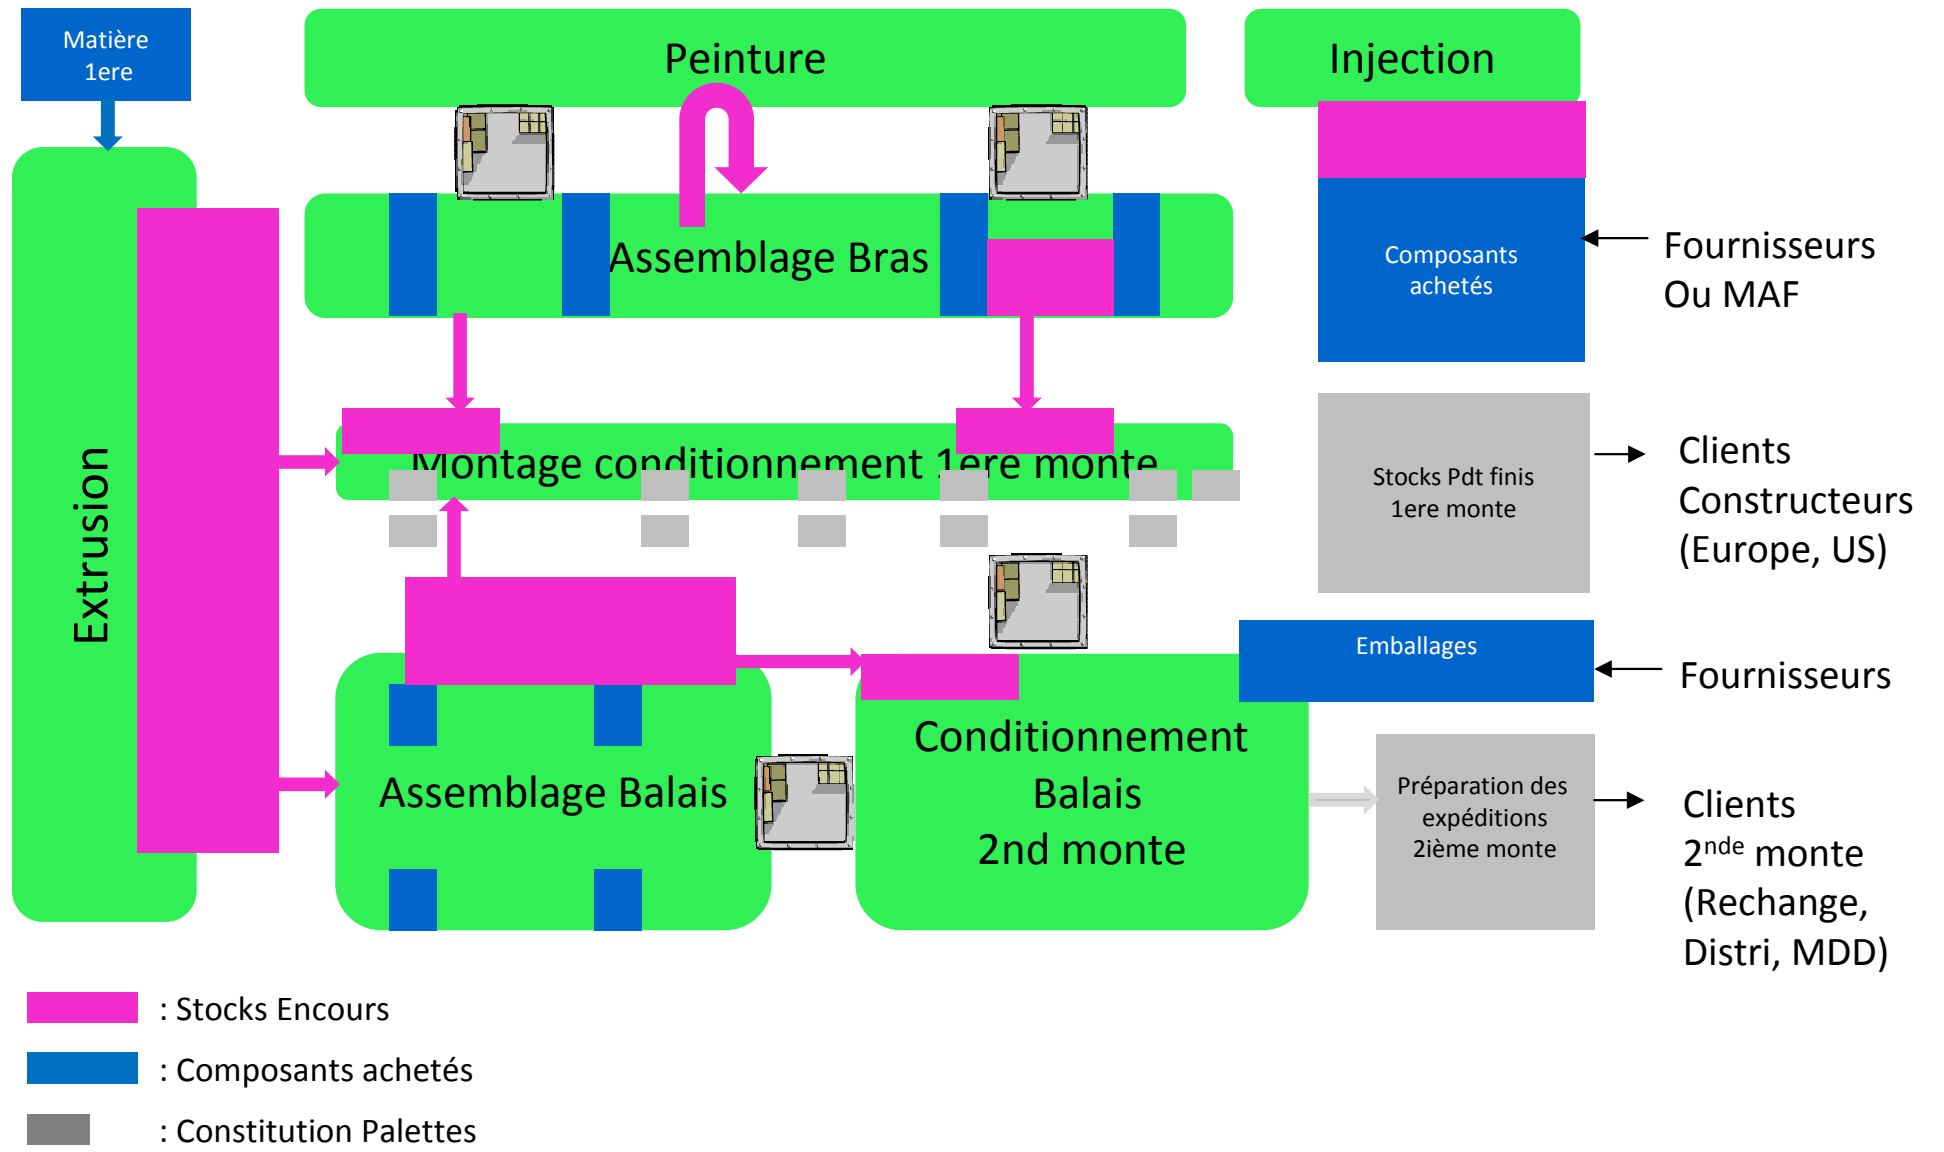 Matière
1ere
Peinture
Injection
Assemblage Bras
Composants
achetés
Fournisseurs
Ou MAF
Extrusion
Montage conditionnement 1ere monte
Stocks Pdt finis
1ere monte
Clients
Constructeurs
(Europe, US)
Emballages
Fournisseurs
Assemblage Balais
Conditionnement
Balais
2nd monte
Préparation des
expéditions
2ième monte
Clients
2nde monte
(Rechange,
Distri, MDD)
: Stocks Encours
: Composants achetés
: Constitution Palettes